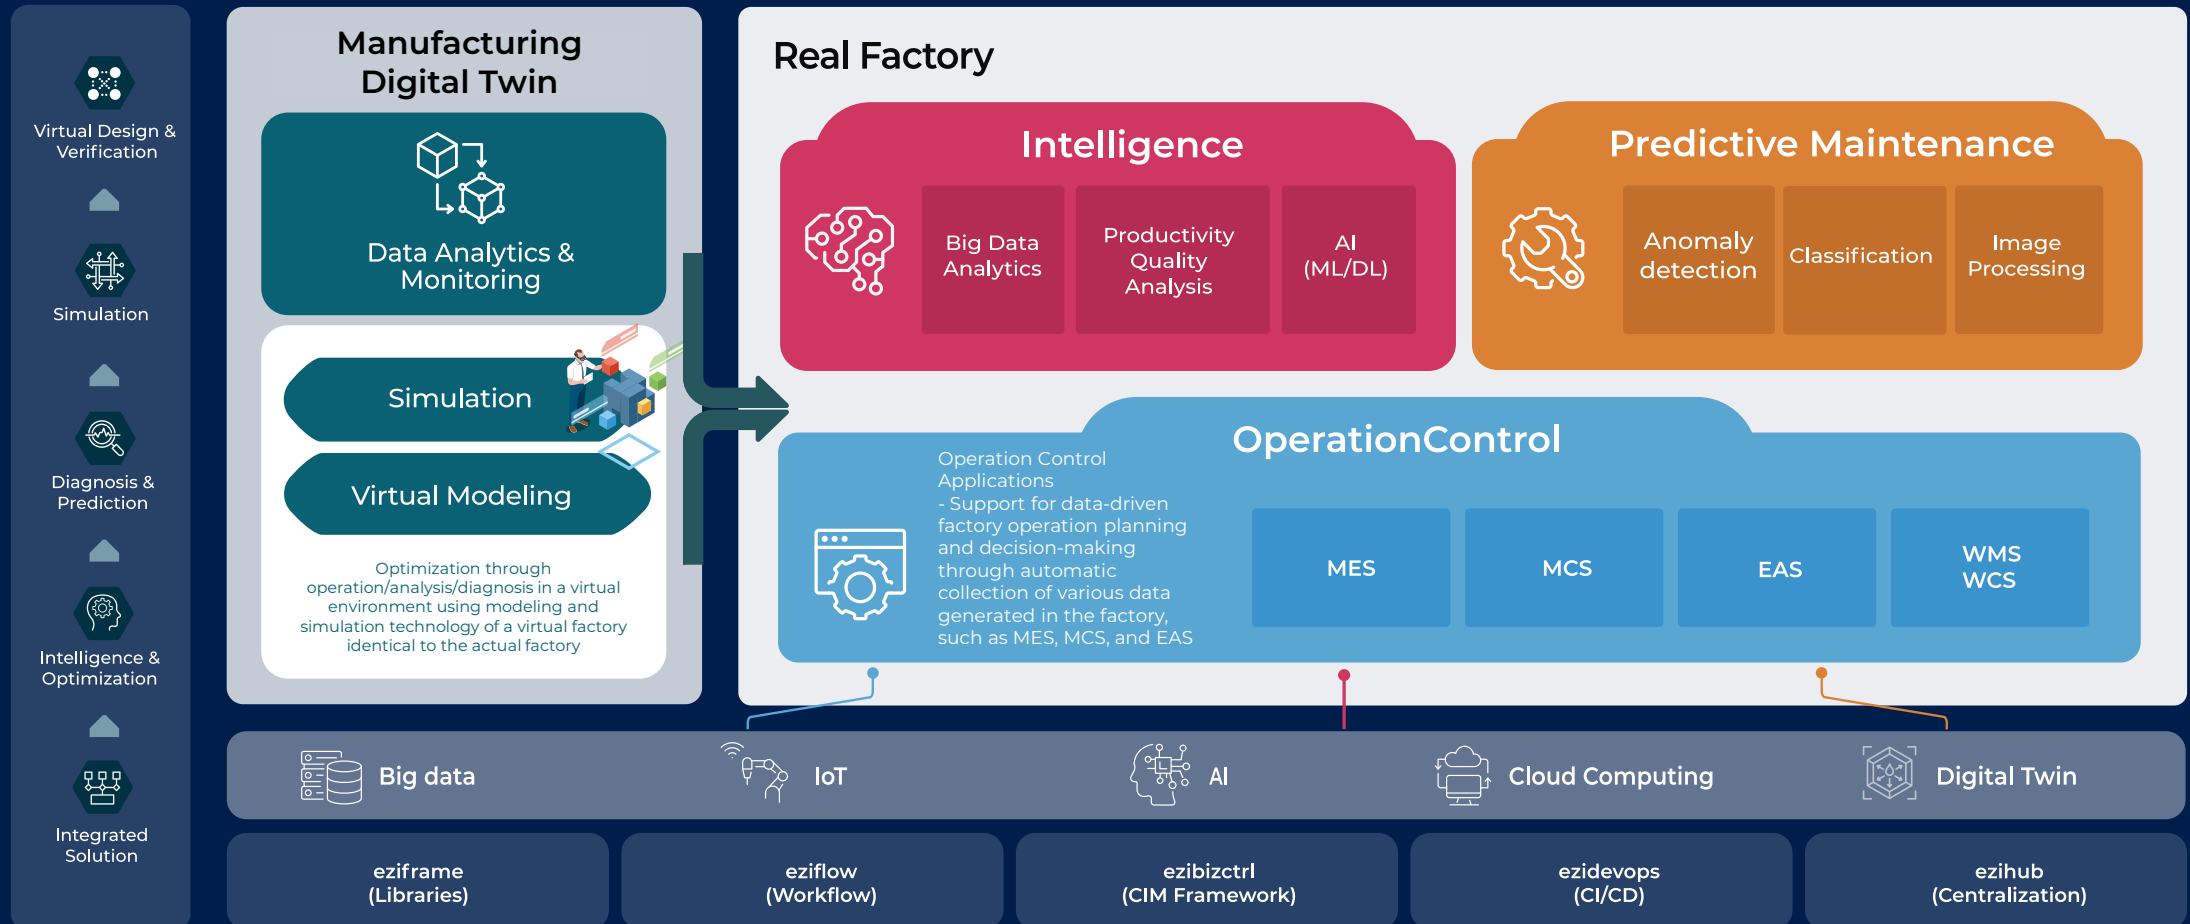 Virtual Design &
Verification
Simulation
Diagnosis &
Prediction
Intelligence &
Optimization
Integrated
Solution
Manufacturing
Digital Twin
Data Analytics &
Monitoring
Simulation
Virtual Modeling
Optimization through
operation/analysis/diagnosis in a virtual
environment using modeling and
simulation technology of a virtual factory
identical to the actual factory
Real Factory
Intelligence
Big Data
Analytics
Productivity
Quality
Analysis
AI
(ML/DL)
Predictive Maintenance
Anomaly
detection
Classification
Image
Processing
OperationControl
Operation Control
Applications
- Support for data-driven
factory operation planning
and decision-making
through automatic
collection of various data
generated in the factory,
such as MES, MCS, and EAS
MES
MCS
EAS
WMS
WCS
Big data
IoT
AI
Cloud Computing
Digital Twin
eziframe
(Libraries)
eziflow
(Workflow)
ezibizctrl
(CIM Framework)
ezidevops
(CI/CD)
ezihub
(Centralization)